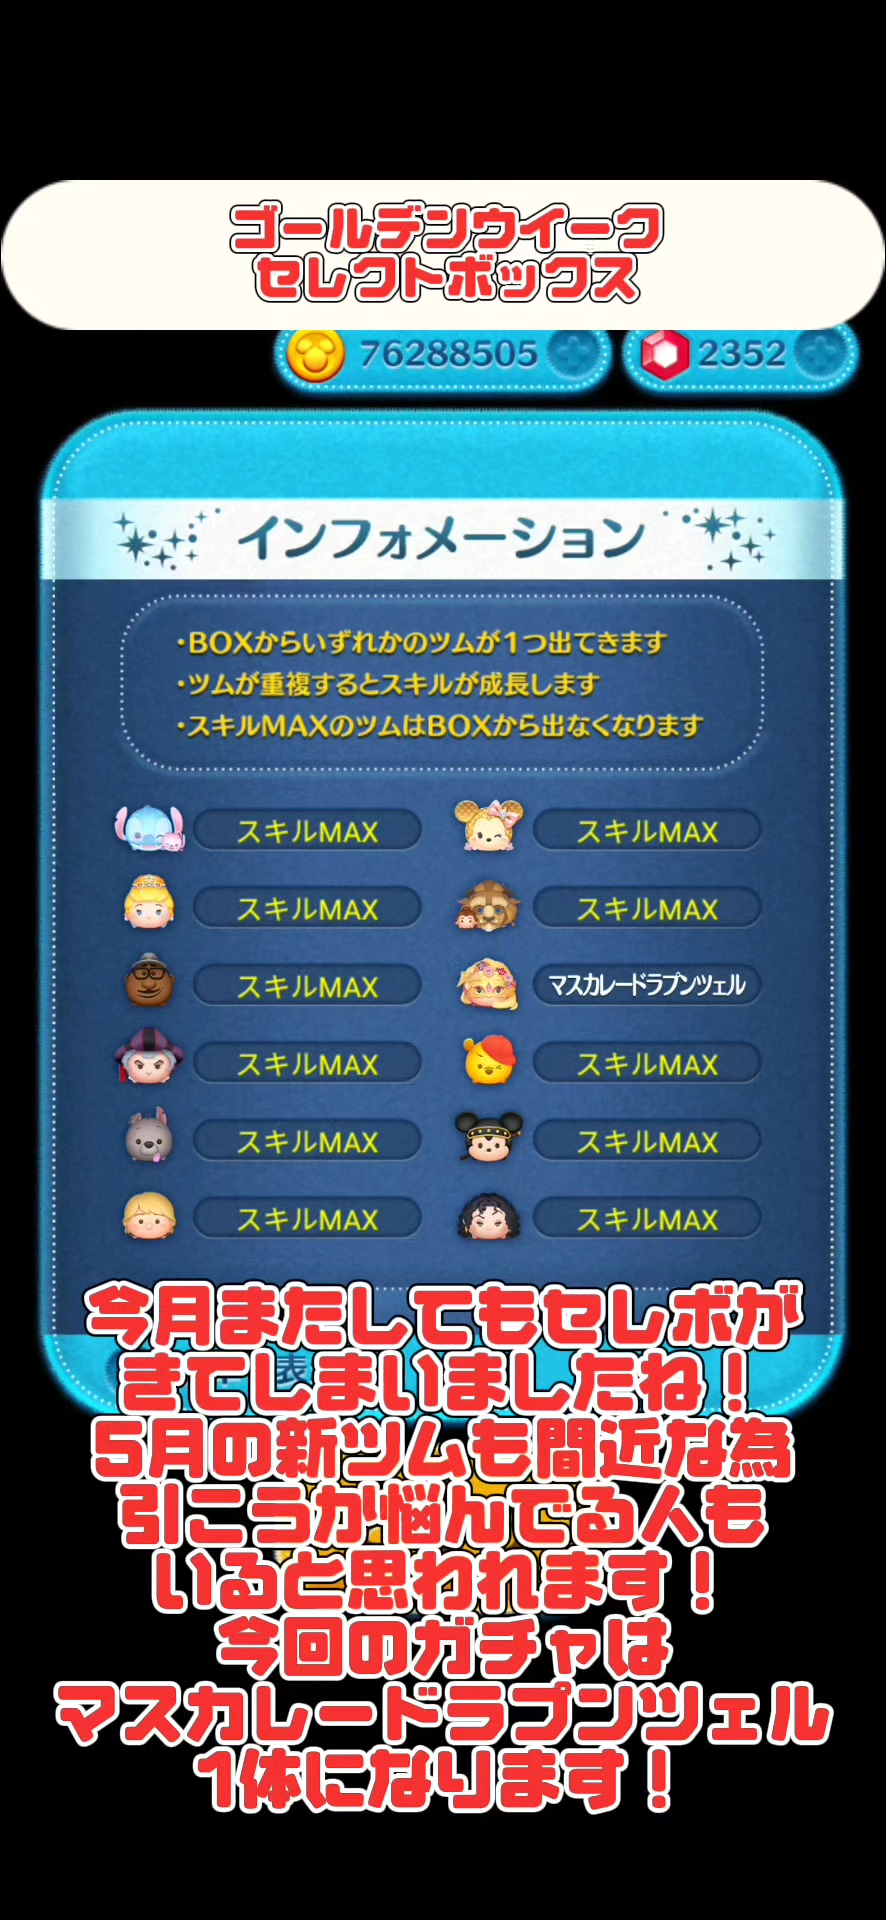 ゴールデンウイーク
セレクトボックス
76288505
2352
インフォメーション
・BOXからいずれかのツムが1つ出てきます
・ツムが重複するとスキルが成長します
・スキルMAXのツムはBOXから出なくなります
スキルMAX
スキルMAX
スキルMAX
スキルMAX
スキルMAX
マスカレードラプンツェル
スキルMAX
スキルMAX
スキルMAX
スキルMAX
スキルMAX
スキルMAX
今月またしてもセレボが
きてしまいましたね！
表
5月の新ツムも間近な為
引こうか悩んでる人も
いると思われます！
今回のガチャは
マスカレードラプンツェル
1体になります！